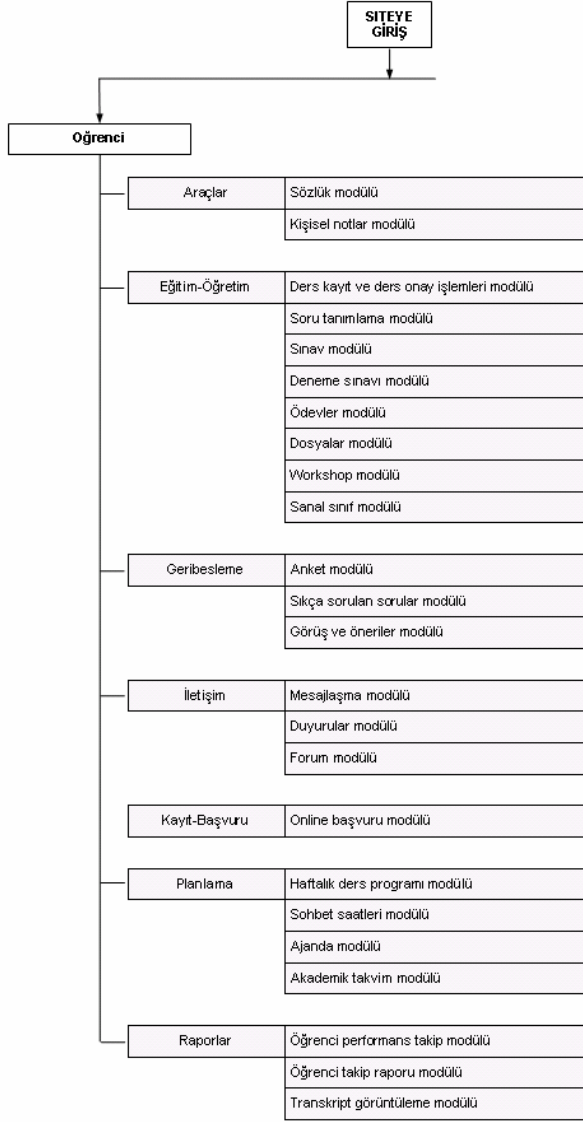 SITEYE
GİRİŞ
Oğrenci
Araçlar
Sözlük modülü
Kişisel notlar modülü
Eğitim-Öğretim
Ders kayıt ve ders onay işlemleri modülü
Soru tanımlama modülü
Sınav modülü
Deneme sınavı modülü
Ödevler modülü
Dosyalar modülü
Workshop modülü
Sanal sınıf modülü
Geribesleme
Anket modülü
Sıkça sorulan sorular modülü
Görüş ve öneriler modülü
İletişim
Mesajlaşma modülü
Duyurular modülü
Forum modülü
Kayıt-Başvuru
Online başvuru modülü
Planlama
Haftalık ders programı modülü
Sohbet saatleri modülü
Ajanda modülü
Akademik takvim modülü
Raporlar
Öğrenci performans takip modülü
Öğrenci takip raporu modülü
Transkript görüntüleme modülü